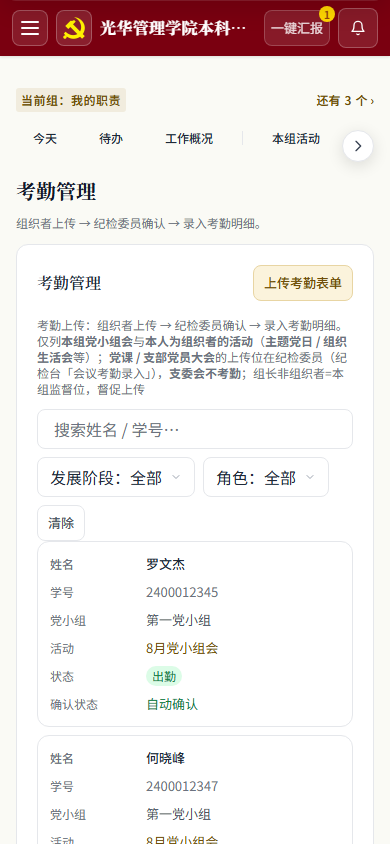 光华管理学院本科…
一键汇报
1
当前组：我的职责
还有 3 个 ›
今天
待办
工作概况
本组活动
考勤管理
组织者上传 → 纪检委员确认 → 录入考勤明细。
考勤管理
上传考勤表单
考勤上传：组织者上传 → 纪检委员确认 → 录入考勤明细。
仅列本组党小组会与本人为组织者的活动（主题党日 / 组织
生活会等）；党课 / 支部党员大会的上传位在纪检委员（纪
检台「会议考勤录入」），支委会不考勤；组长非组织者=本
组监督位，督促上传
搜索姓名 / 学号…
发展阶段：全部
角色：全部
清除
姓名 罗文杰
学号 2400012345
党小组 第一党小组
活动 8月党小组会
状态 出勤
确认状态 自动确认
姓名 何晓峰
学号 2400012347
党小组 第一党小组
活动 8月党小组会